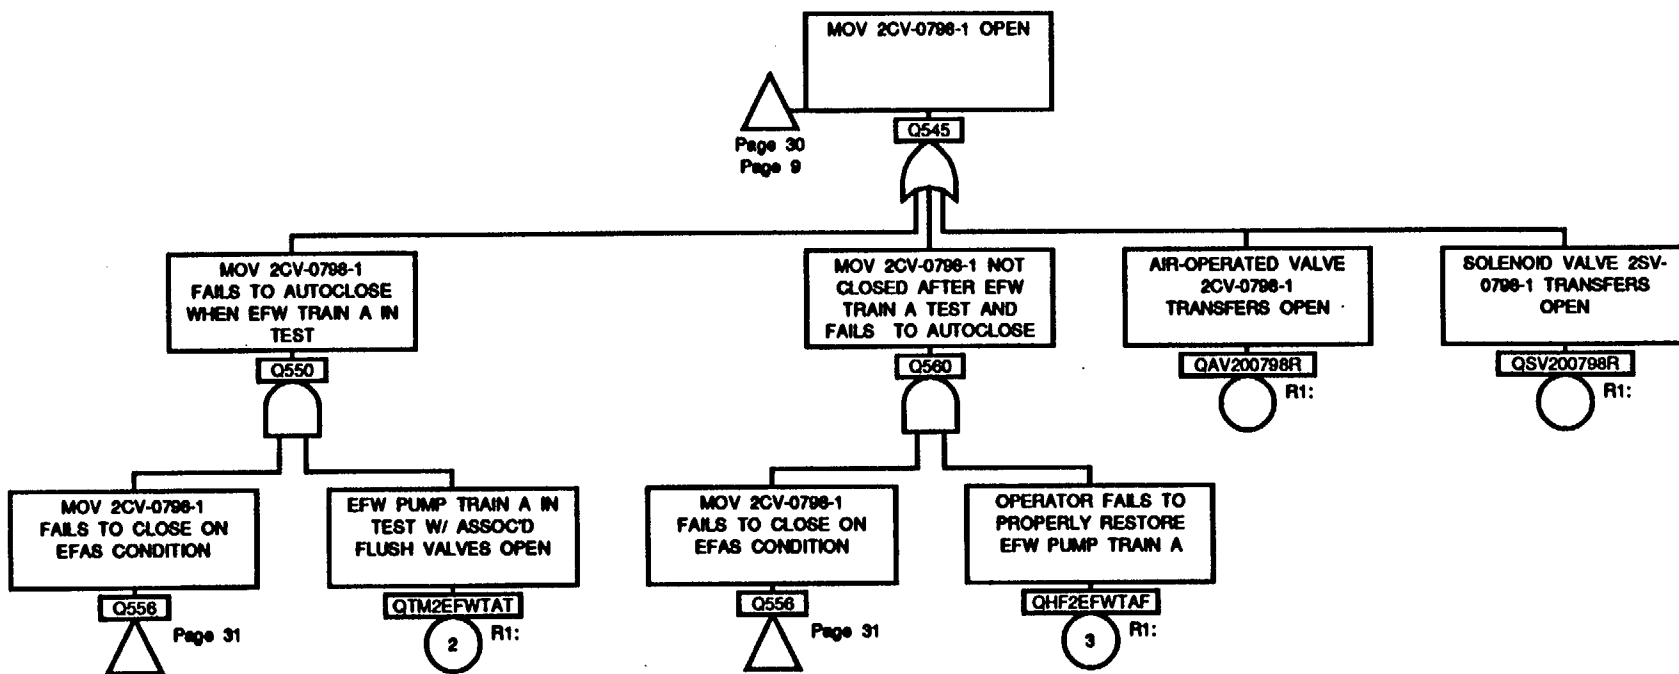 MOV 2CV-0798-1 OPEN
Page 30
Page 9
Q545
MOV 2CV-0798-1
FAILS TO AUTOCLOSE
WHEN EFW TRAIN A IN
TEST
Q550
MOV 2CV-0798-1 NOT
CLOSED AFTER EFW
TRAIN A TEST AND
FAILS TO AUTOCLOSE
Q560
AIR-OPERATED VALVE
2CV-0798-1
TRANSFERS OPEN
QAV200798R
R1:
SOLENOID VALVE 2SV-
0798-1 TRANSFERS
OPEN
QSV200798R
R1:
MOV 2CV-0798-1
FAILS TO CLOSE ON
EFAS CONDITION
Q556
Page 31
EFW PUMP TRAIN A IN
TEST W/ ASSOC'D
FLUSH VALVES OPEN
QTM2EFWTAT
2
R1:
MOV 2CV-0798-1
FAILS TO CLOSE ON
EFAS CONDITION
Q556
Page 31
OPERATOR FAILS TO
PROPERLY RESTORE
EFW PUMP TRAIN A
QHF2EFWTAF
3
R1: